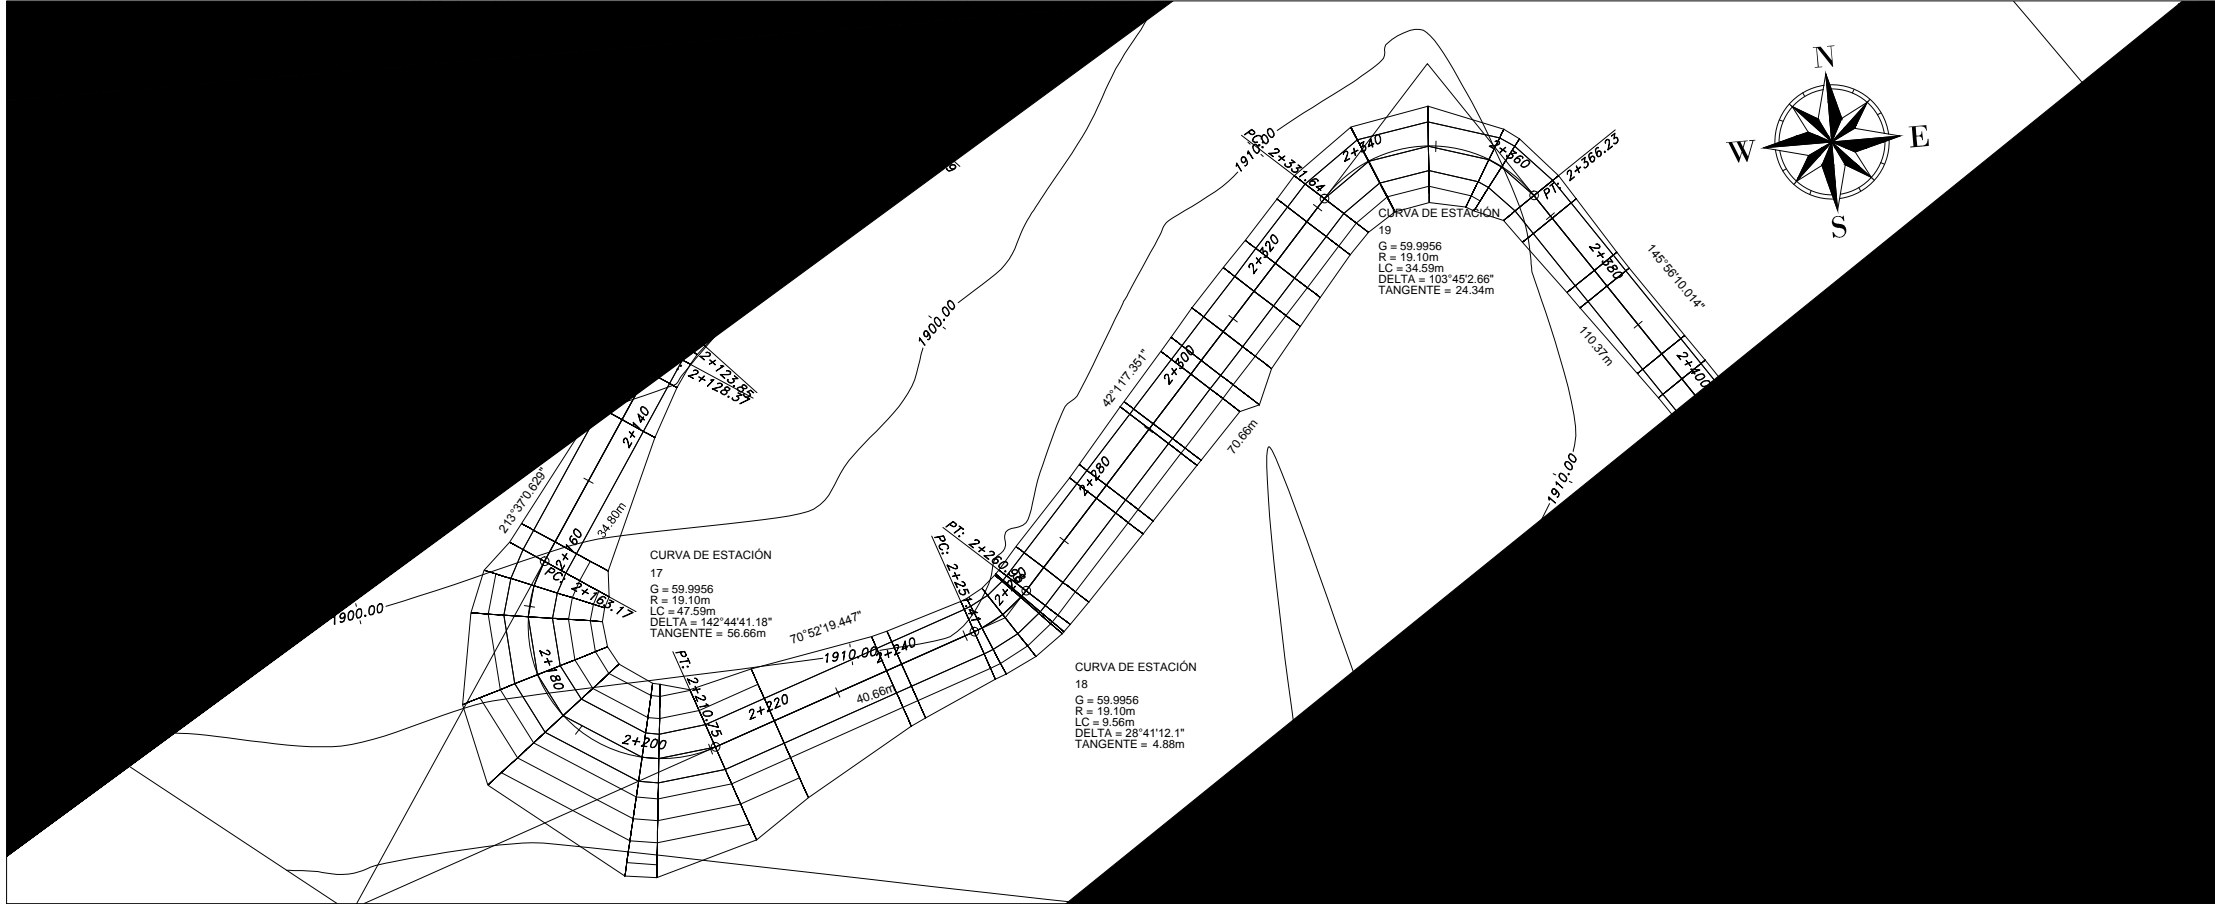 N
W
E
S
PC: 2+331.64
1910.00
2+340
2+360
PT: 2+366.23
CURVA DE ESTACIÓN
19
G = 59.9956
R = 19.10m
LC = 34.59m
DELTA = 103°45'2.66"
TANGENTE = 24.34m
2+320
2+380
145°56'10.014"
110.37m
2+400
1900.00
2+300
42°11'7.351"
70.66m
2+123.85
2+128.37
2+140
213°37'0.629"
34.80m
2+160
PC: 2+163.17
1900.00
2+280
1910.00
PT: 2+260.98
PC: 2+251.41
CURVA DE ESTACIÓN
17
G = 59.9956
R = 19.10m
LC = 47.59m
DELTA = 142°44'41.18"
TANGENTE = 56.66m
70°52'19.447"
1910.00
2+240
2+180
PT: 2+210.75
40.66m
2+220
2+200
CURVA DE ESTACIÓN
18
G = 59.9956
R = 19.10m
LC = 9.56m
DELTA = 28°41'12.1"
TANGENTE = 4.88m